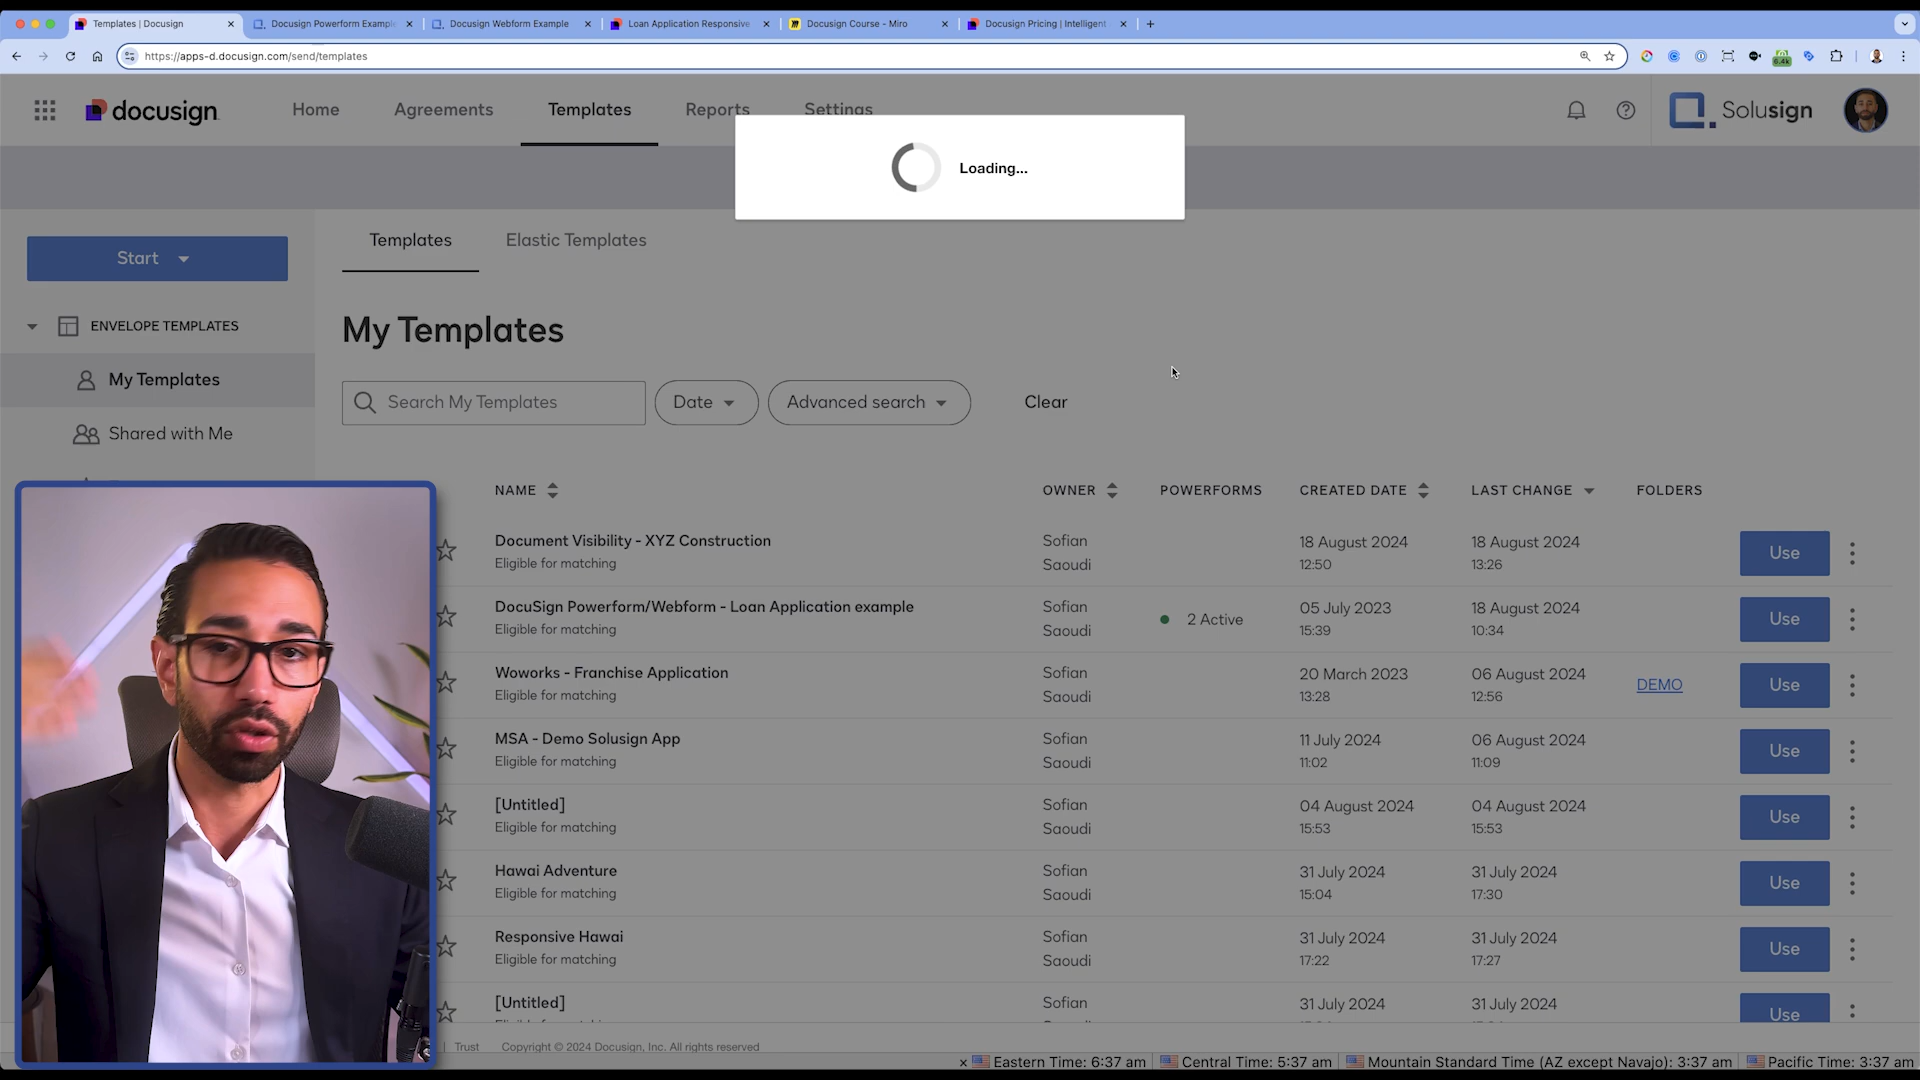 Templates | Docusign
Docusign Powerform Example
Docusign Webform Example
Loan Application Responsive
Docusign Course - Miro
Docusign Pricing | Intelligent
https://apps-d.docusign.com/send/templates
6.4k
docusign
Home
Agreements
Templates
Reports
Settings
Solusign
Loading...
Start
Templates
Elastic Templates
ENVELOPE TEMPLATES
My Templates
Shared with Me
My Templates
Search My Templates
Date
Advanced search
Clear
NAME OWNER POWERFORMS CREATED DATE LAST CHANGE FOLDERS
Document Visibility - XYZ Construction Sofian 18 August 2024 18 August 2024 Use
Eligible for matching Saoudi 12:50 13:26
DocuSign Powerform/Webform - Loan Application example Sofian 2 Active 05 July 2023 18 August 2024 Use
Eligible for matching Saoudi 15:39 10:34
Woworks - Franchise Application Sofian 20 March 2023 06 August 2024 DEMO Use
Eligible for matching Saoudi 13:28 12:56
MSA - Demo Solusign App Sofian 11 July 2024 06 August 2024 Use
Eligible for matching Saoudi 11:02 11:09
[Untitled] Sofian 04 August 2024 04 August 2024 Use
Eligible for matching Saoudi 15:53 15:53
Hawai Adventure Sofian 31 July 2024 31 July 2024 Use
Eligible for matching Saoudi 15:04 17:30
Responsive Hawai Sofian 31 July 2024 31 July 2024 Use
Eligible for matching Saoudi 17:22 17:27
[Untitled] Sofian 31 July 2024 31 July 2024 Use
Trust Copyright © 2024 Docusign, Inc. All rights reserved
x Eastern Time: 6:37 am Central Time: 5:37 am Mountain Standard Time (AZ except Navajo): 3:37 am Pacific Time: 3:37 am